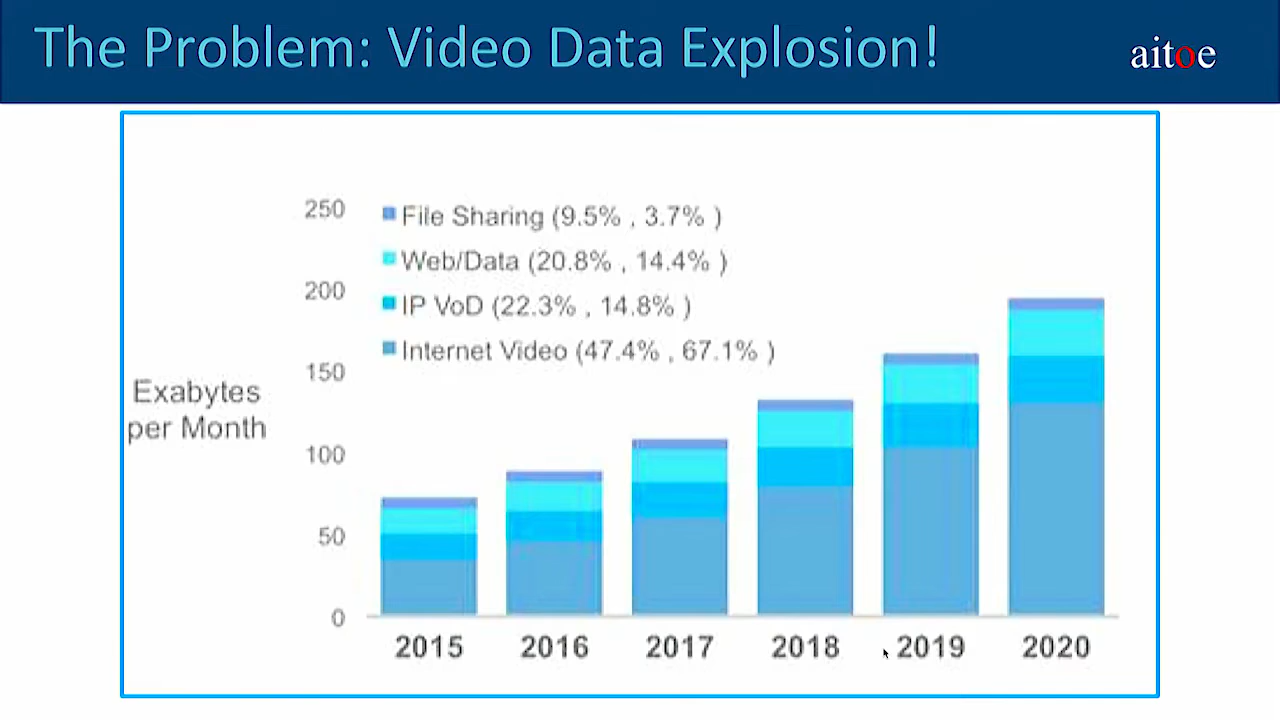 The Problem: Video Data Explosion!
aitoe
250
File Sharing (9.5% , 3.7% )
Web/Data (20.8% , 14.4% )
200
IP VoD (22.3% , 14.8% )
Internet Video (47.4% , 67.1% )
150
Exabytes
per Month
100
50
0
2015 2016 2017 2018 2019 2020